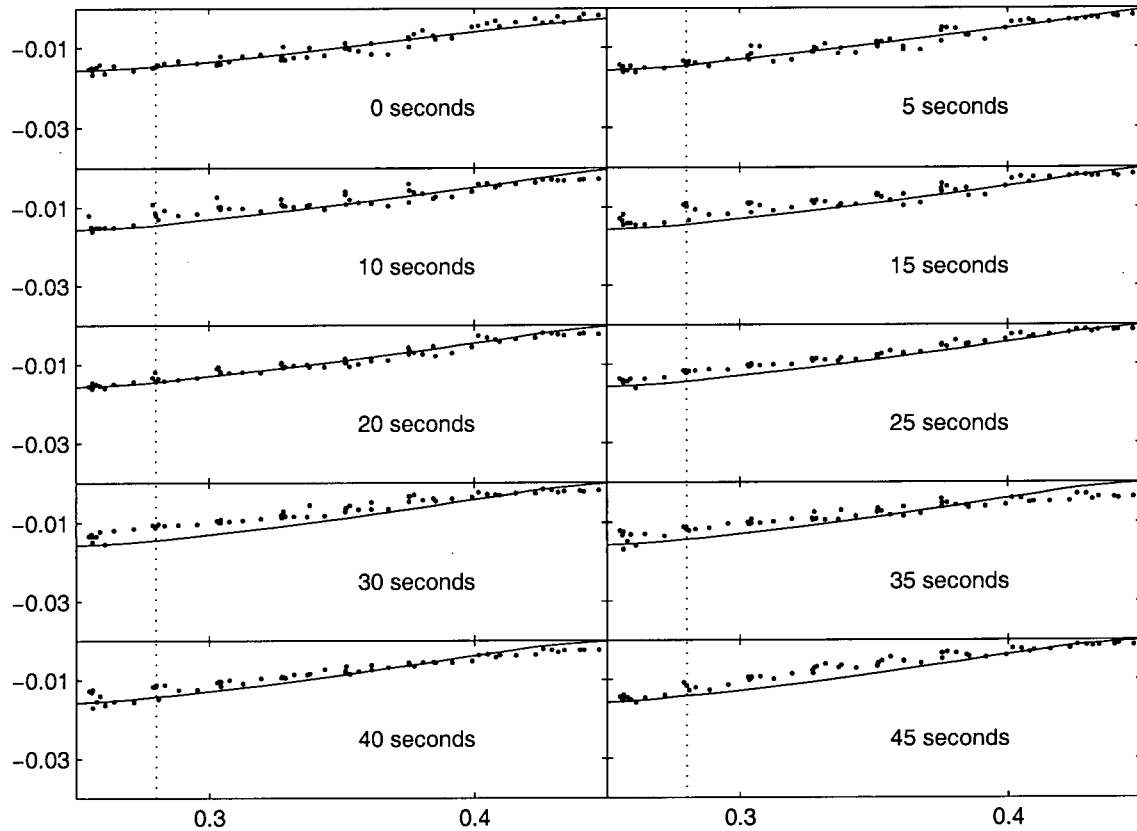 -0.01
0 seconds
5 seconds
-0.03
-0.01
10 seconds
15 seconds
-0.03
-0.01
20 seconds
25 seconds
-0.03
-0.01
30 seconds
35 seconds
-0.03
-0.01
40 seconds
45 seconds
-0.03
0.3 0.4 0.3 0.4